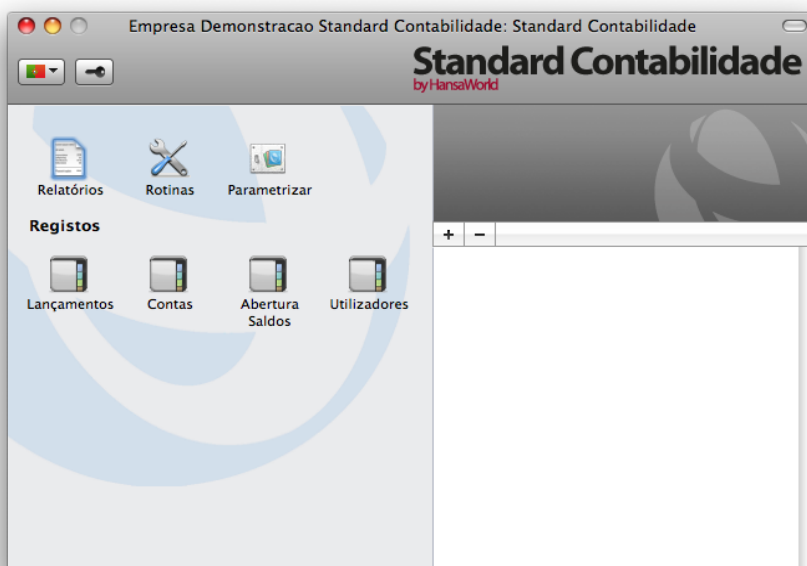 Empresa Demonstracao Standard Contabilidade: Standard Contabilidade
Standard Contabilidade
by HansaWorld
Relatórios
Rotinas
Parametrizar
Registos
Lançamentos
Contas
Abertura
Saldos
Utilizadores